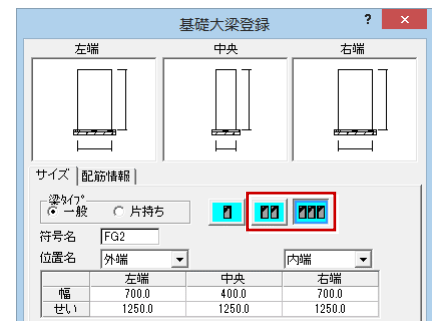 基礎大梁登録 ? ×
左端 中央 右端
サイズ 配筋情報
梁タイプ
一般 片持ち
符号名 FG2
位置名 外端 内端
左端 中央 右端
幅 700.0 400.0 700.0
せい 1250.0 1250.0 1250.0